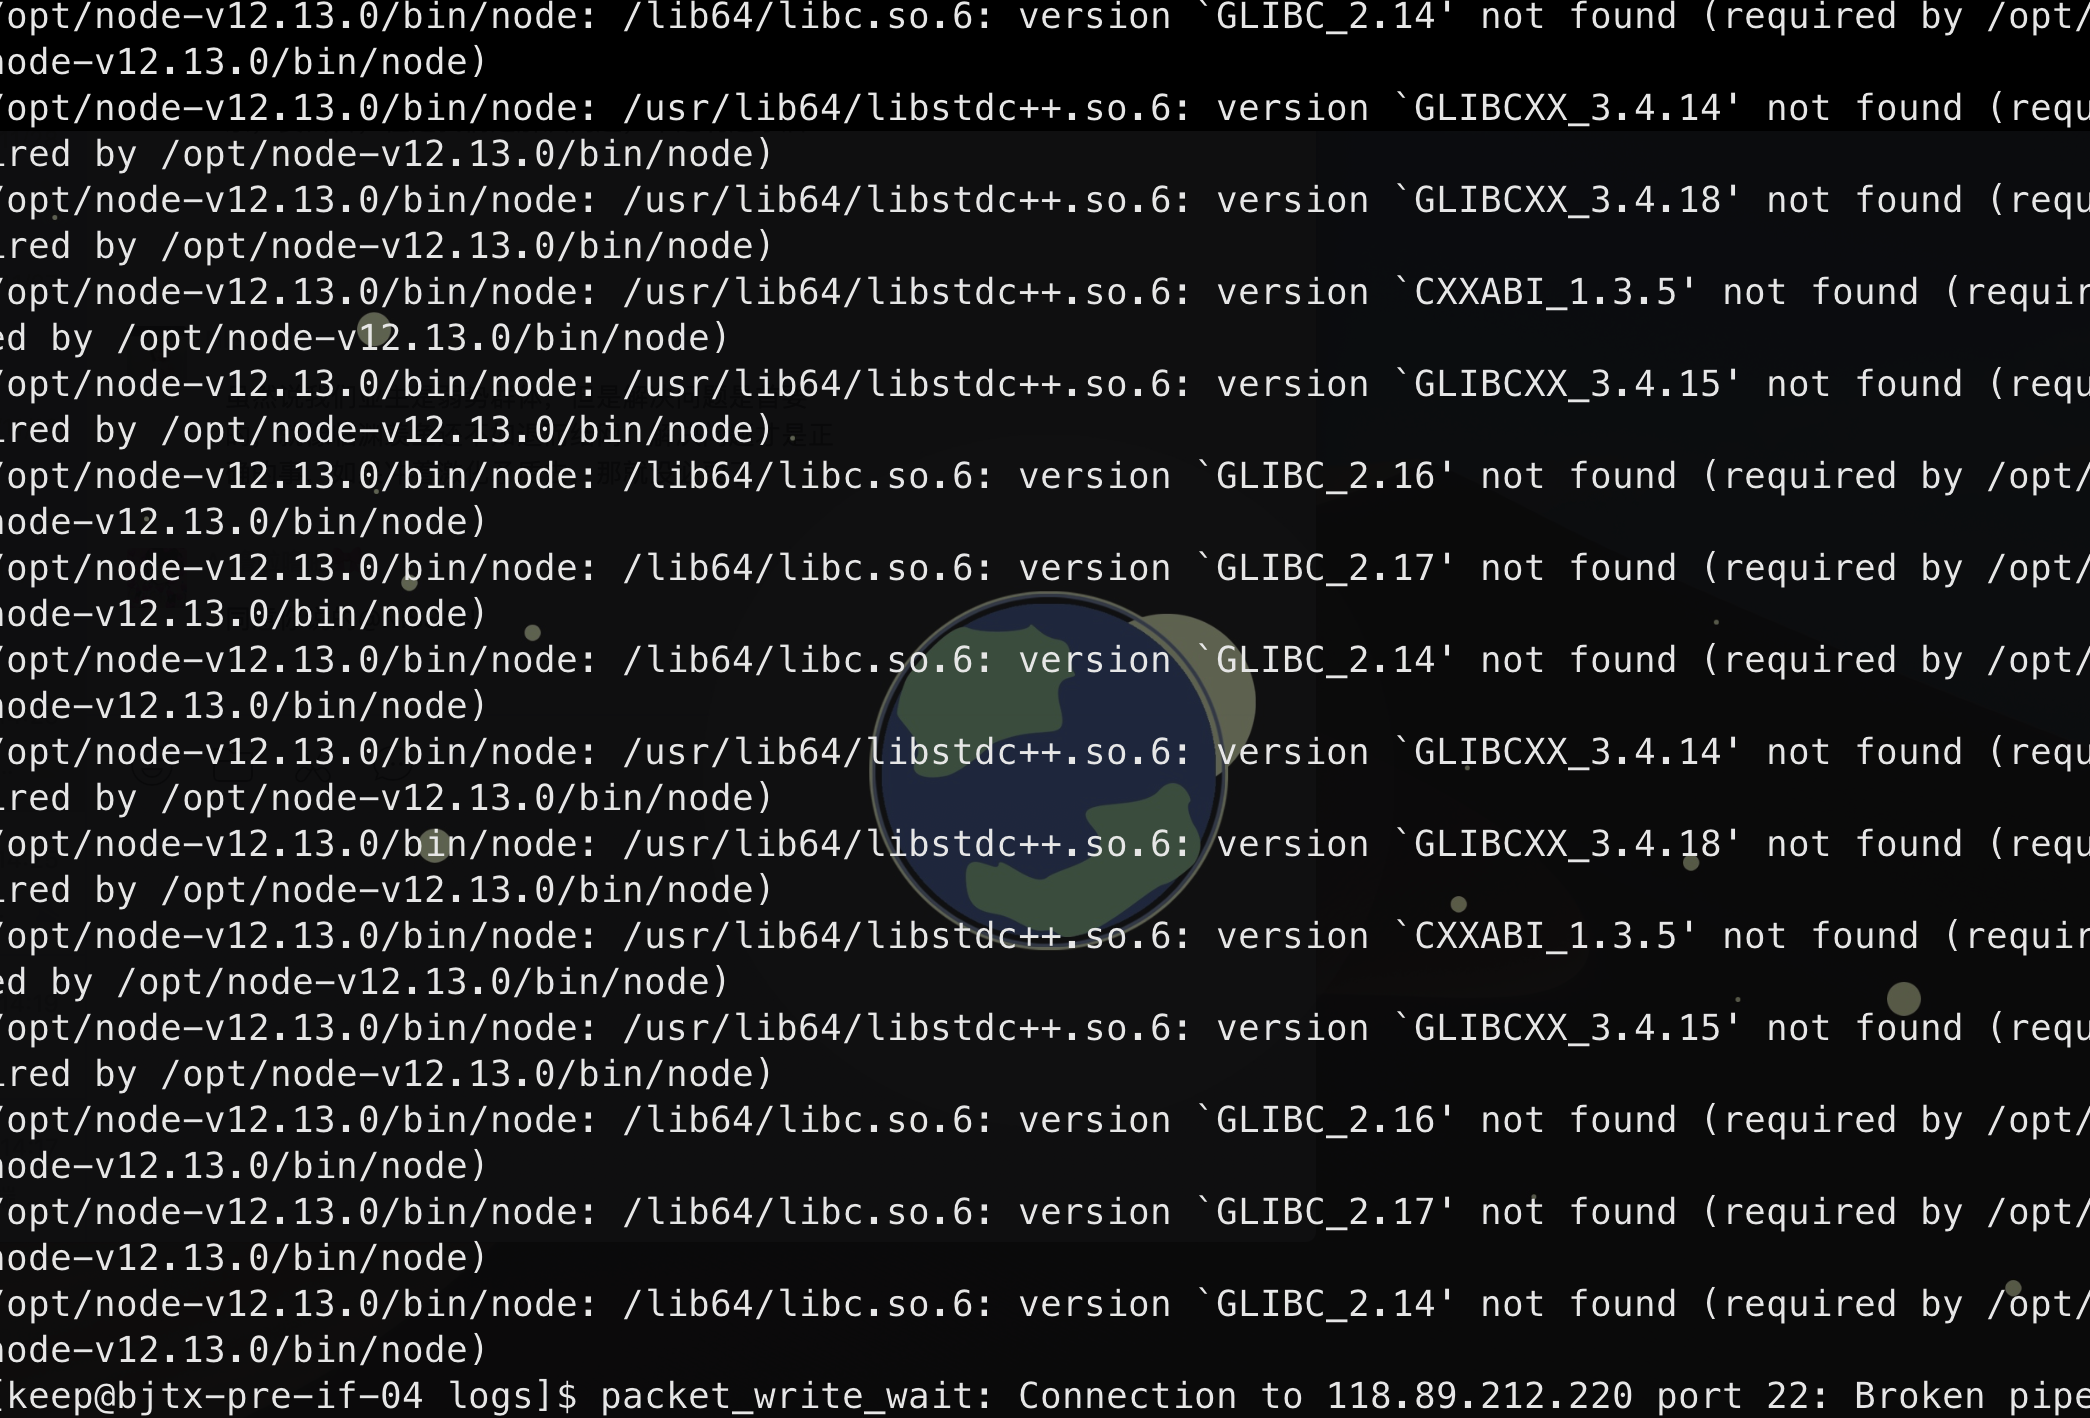 /opt/node-v12.13.0/bin/node: /lib64/libc.so.6: version `GLIBC_2.14' not found (required by /opt/
node-v12.13.0/bin/node)
/opt/node-v12.13.0/bin/node: /usr/lib64/libstdc++.so.6: version `GLIBCXX_3.4.14' not found (requ
ired by /opt/node-v12.13.0/bin/node)
/opt/node-v12.13.0/bin/node: /usr/lib64/libstdc++.so.6: version `GLIBCXX_3.4.18' not found (requ
ired by /opt/node-v12.13.0/bin/node)
/opt/node-v12.13.0/bin/node: /usr/lib64/libstdc++.so.6: version `CXXABI_1.3.5' not found (requir
ed by /opt/node-v12.13.0/bin/node)
/opt/node-v12.13.0/bin/node: /usr/lib64/libstdc++.so.6: version `GLIBCXX_3.4.15' not found (requ
ired by /opt/node-v12.13.0/bin/node)
/opt/node-v12.13.0/bin/node: /lib64/libc.so.6: version `GLIBC_2.16' not found (required by /opt/
node-v12.13.0/bin/node)
/opt/node-v12.13.0/bin/node: /lib64/libc.so.6: version `GLIBC_2.17' not found (required by /opt/
node-v12.13.0/bin/node)
/opt/node-v12.13.0/bin/node: /lib64/libc.so.6: version `GLIBC_2.14' not found (required by /opt/
node-v12.13.0/bin/node)
/opt/node-v12.13.0/bin/node: /usr/lib64/libstdc++.so.6: version `GLIBCXX_3.4.14' not found (requ
ired by /opt/node-v12.13.0/bin/node)
/opt/node-v12.13.0/bin/node: /usr/lib64/libstdc++.so.6: version `GLIBCXX_3.4.18' not found (requ
ired by /opt/node-v12.13.0/bin/node)
/opt/node-v12.13.0/bin/node: /usr/lib64/libstdc++.so.6: version `CXXABI_1.3.5' not found (requir
ed by /opt/node-v12.13.0/bin/node)
/opt/node-v12.13.0/bin/node: /usr/lib64/libstdc++.so.6: version `GLIBCXX_3.4.15' not found (requ
ired by /opt/node-v12.13.0/bin/node)
/opt/node-v12.13.0/bin/node: /lib64/libc.so.6: version `GLIBC_2.16' not found (required by /opt/
node-v12.13.0/bin/node)
/opt/node-v12.13.0/bin/node: /lib64/libc.so.6: version `GLIBC_2.17' not found (required by /opt/
node-v12.13.0/bin/node)
/opt/node-v12.13.0/bin/node: /lib64/libc.so.6: version `GLIBC_2.14' not found (required by /opt/
node-v12.13.0/bin/node)
[keep@bjtx-pre-if-04 logs]$ packet_write_wait: Connection to 118.89.212.220 port 22: Broken pipe